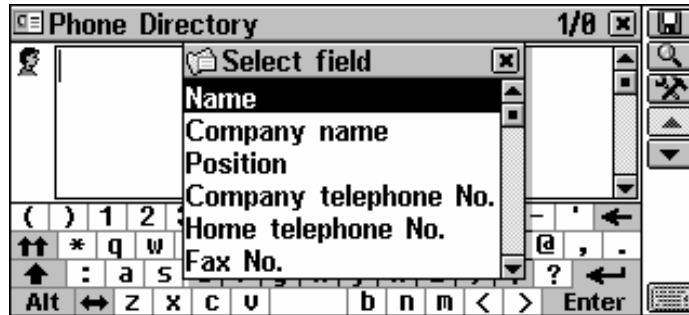 Phone Directory 1/0
Select field
Name
Company name
Position
Company telephone No.
Home telephone No.
Fax No.
( ) 1 2 - '
* q w @ , .
: a s ?
Alt z x c v b n m < > Enter